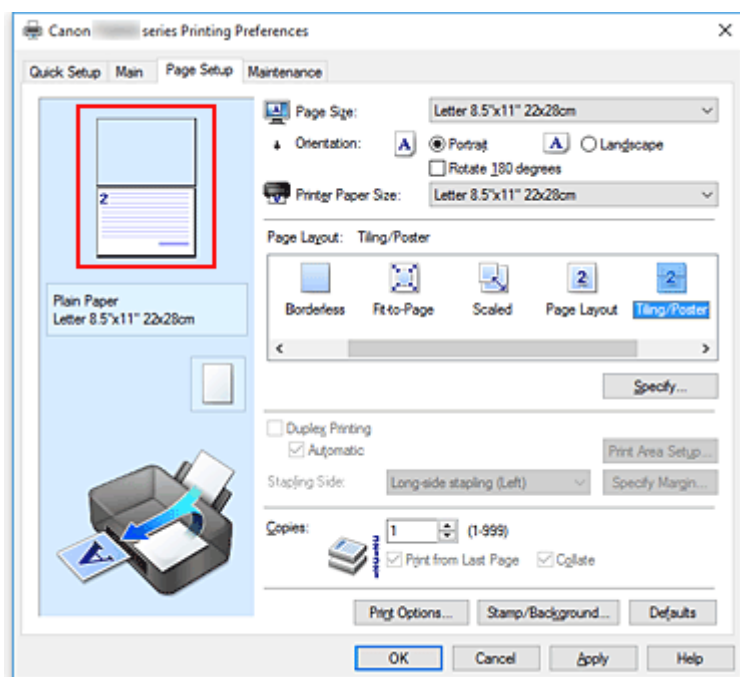 Canon series Printing Preferences
Quick Setup Main Page Setup Maintenance
Page Size: Letter 8.5"x11" 22x28cm
Orientation: A Portrait A Landscape
Rotate 180 degrees
Printer Paper Size: Letter 8.5"x11" 22x28cm
2
Page Layout: Tiling/Poster
2 2
Borderless Fit-to-Page Scaled Page Layout Tiling/Poster
Plain Paper
Letter 8.5"x11" 22x28cm
Specify...
Duplex Printing
Automatic Print Area Setup...
Stapling Side: Long-side stapling (Left) Specify Margin...
Copies: 1 (1-999)
Print from Last Page Collate
A
Print Options... Stamp/Background... Defaults
OK Cancel Apply Help